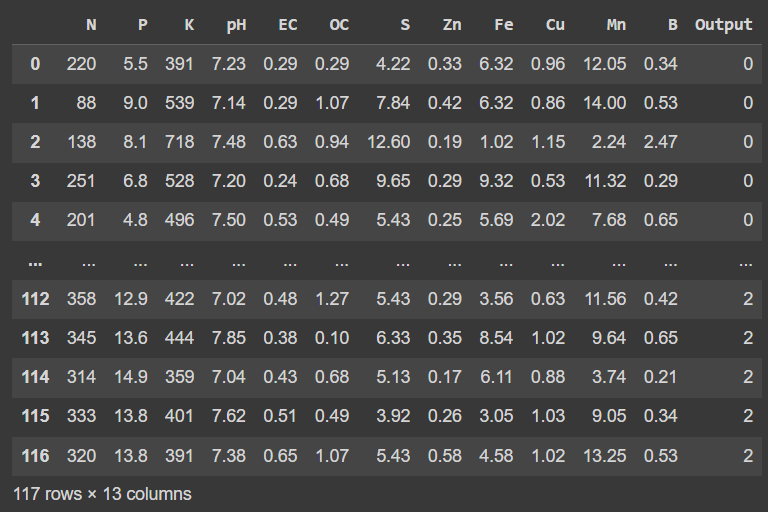 N P K pH EC OC S Zn Fe Cu Mn B Output
0 220 5.5 391 7.23 0.29 0.29 4.22 0.33 6.32 0.96 12.05 0.34 0
1 88 9.0 539 7.14 0.29 1.07 7.84 0.42 6.32 0.86 14.00 0.53 0
2 138 8.1 718 7.48 0.63 0.94 12.60 0.19 1.02 1.15 2.24 2.47 0
3 251 6.8 528 7.20 0.24 0.68 9.65 0.29 9.32 0.53 11.32 0.29 0
4 201 4.8 496 7.50 0.53 0.49 5.43 0.25 5.69 2.02 7.68 0.65 0
... ... ... ... ... ... ... ... ... ... ... ... ... ...
112 358 12.9 422 7.02 0.48 1.27 5.43 0.29 3.56 0.63 11.56 0.42 2
113 345 13.6 444 7.85 0.38 0.10 6.33 0.35 8.54 1.02 9.64 0.65 2
114 314 14.9 359 7.04 0.43 0.68 5.13 0.17 6.11 0.88 3.74 0.21 2
115 333 13.8 401 7.62 0.51 0.49 3.92 0.26 3.05 1.03 9.05 0.34 2
116 320 13.8 391 7.38 0.65 1.07 5.43 0.58 4.58 1.02 13.25 0.53 2
117 rows × 13 columns